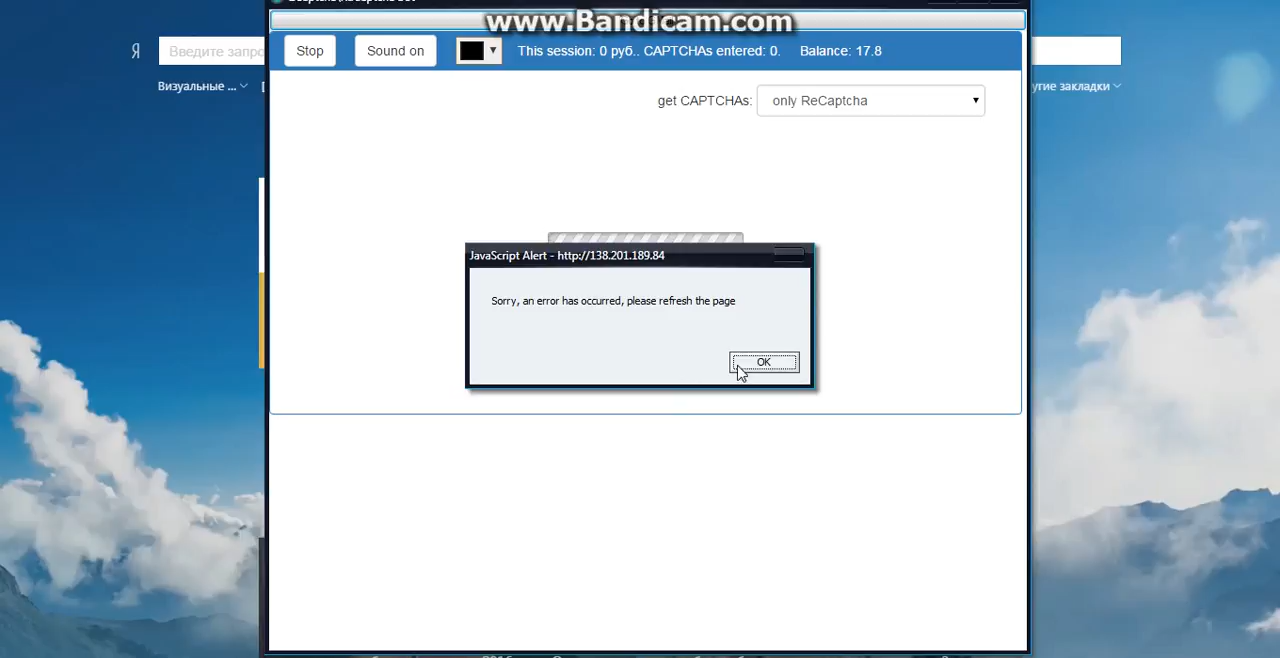 www.Bandicam.com
Я
Введите запро
Stop
Sound on
This session: 0 руб.. CAPTCHAs entered: 0.
Balance: 17.8
Визуальные ...
угие закладки
get CAPTCHAs:
only ReCaptcha
JavaScript Alert - http://138.201.189.84
Sorry, an error has occurred, please refresh the page
OK